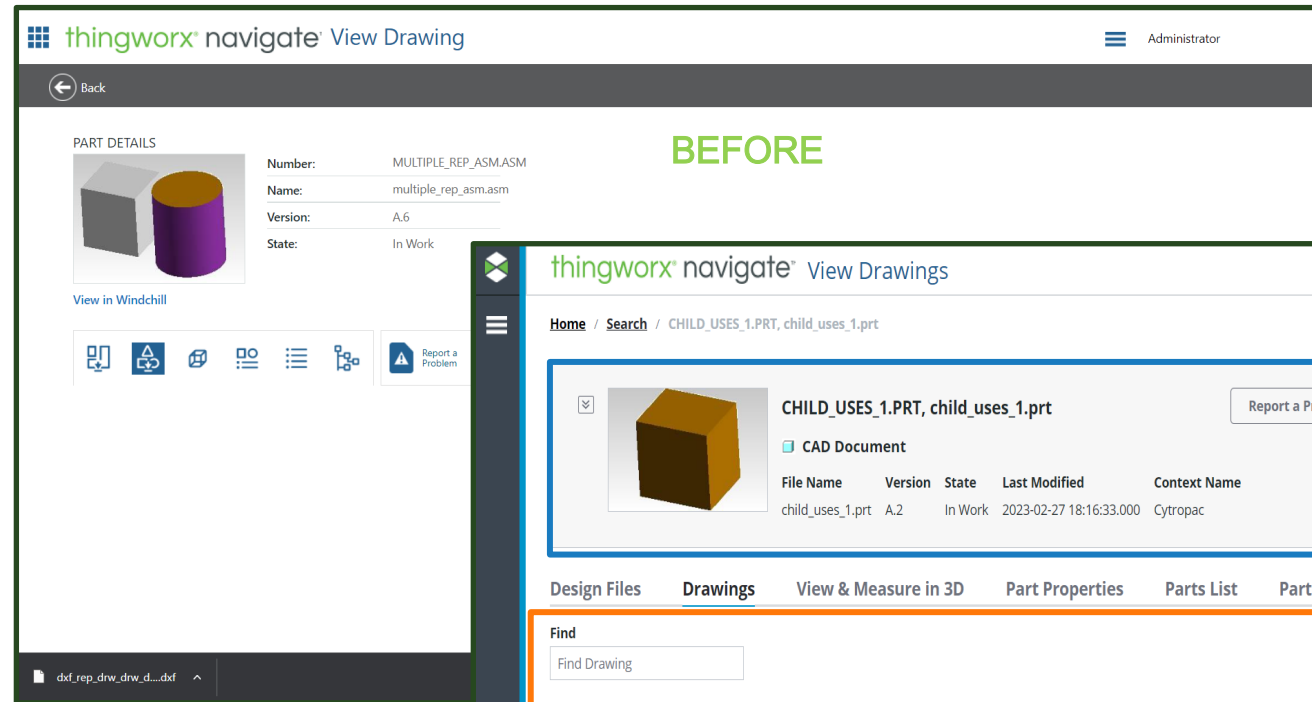 thingworx navigate View Drawing
Administrator
Back
BEFORE
PART DETAILS
Number: MULTIPLE_REP_ASM.ASM
Name: multiple_rep_asm.asm
Version: A.6
State: In Work
View in Windchill
Report a
Problem
dxf_rep_drw_drw_d....dxf
thingworx navigate View Drawings
Home / Search / CHILD_USES_1.PRT, child_uses_1.prt
CHILD_USES_1.PRT, child_uses_1.prt
Report a Pr
CAD Document
File Name Version State Last Modified Context Name
child_uses_1.prt A.2 In Work 2023-02-27 18:16:33.000 Cytropac
Design Files Drawings View & Measure in 3D Part Properties Parts List Part
Find
Find Drawing